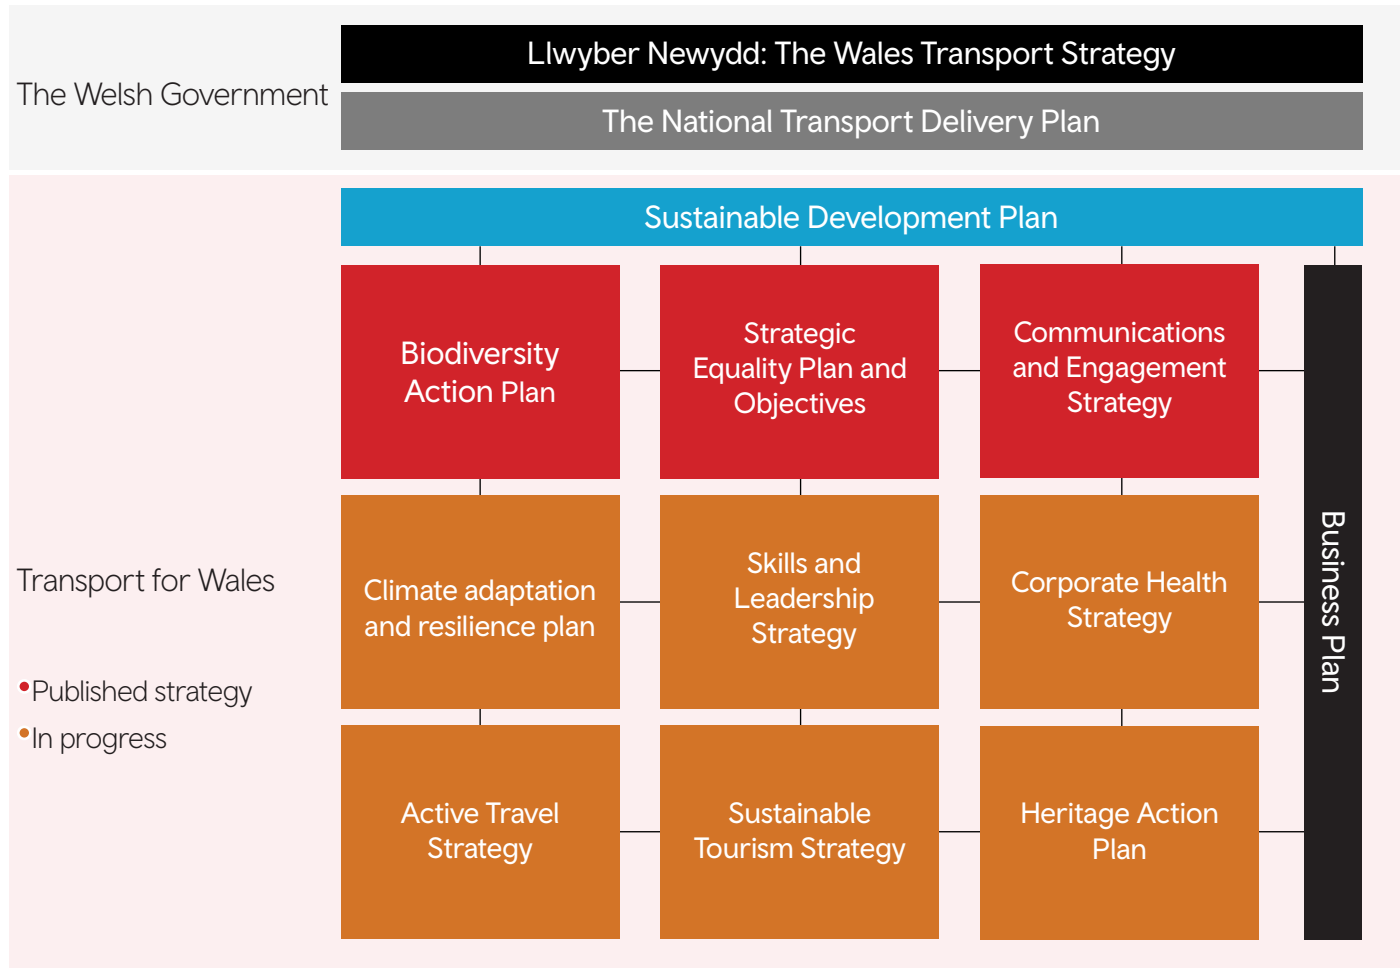 The Welsh Government
Llwyber Newydd: The Wales Transport Strategy
The National Transport Delivery Plan
Transport for Wales
•Published strategy
•In progress
Sustainable Development Plan
Biodiversity
Action Plan
Strategic
Equality Plan and
Objectives
Communications
and Engagement
Strategy
Climate adaptation
and resilience plan
Skills and
Leadership
Strategy
Corporate Health
Strategy
Active Travel
Strategy
Sustainable
Tourism Strategy
Heritage Action
Plan
Business Plan